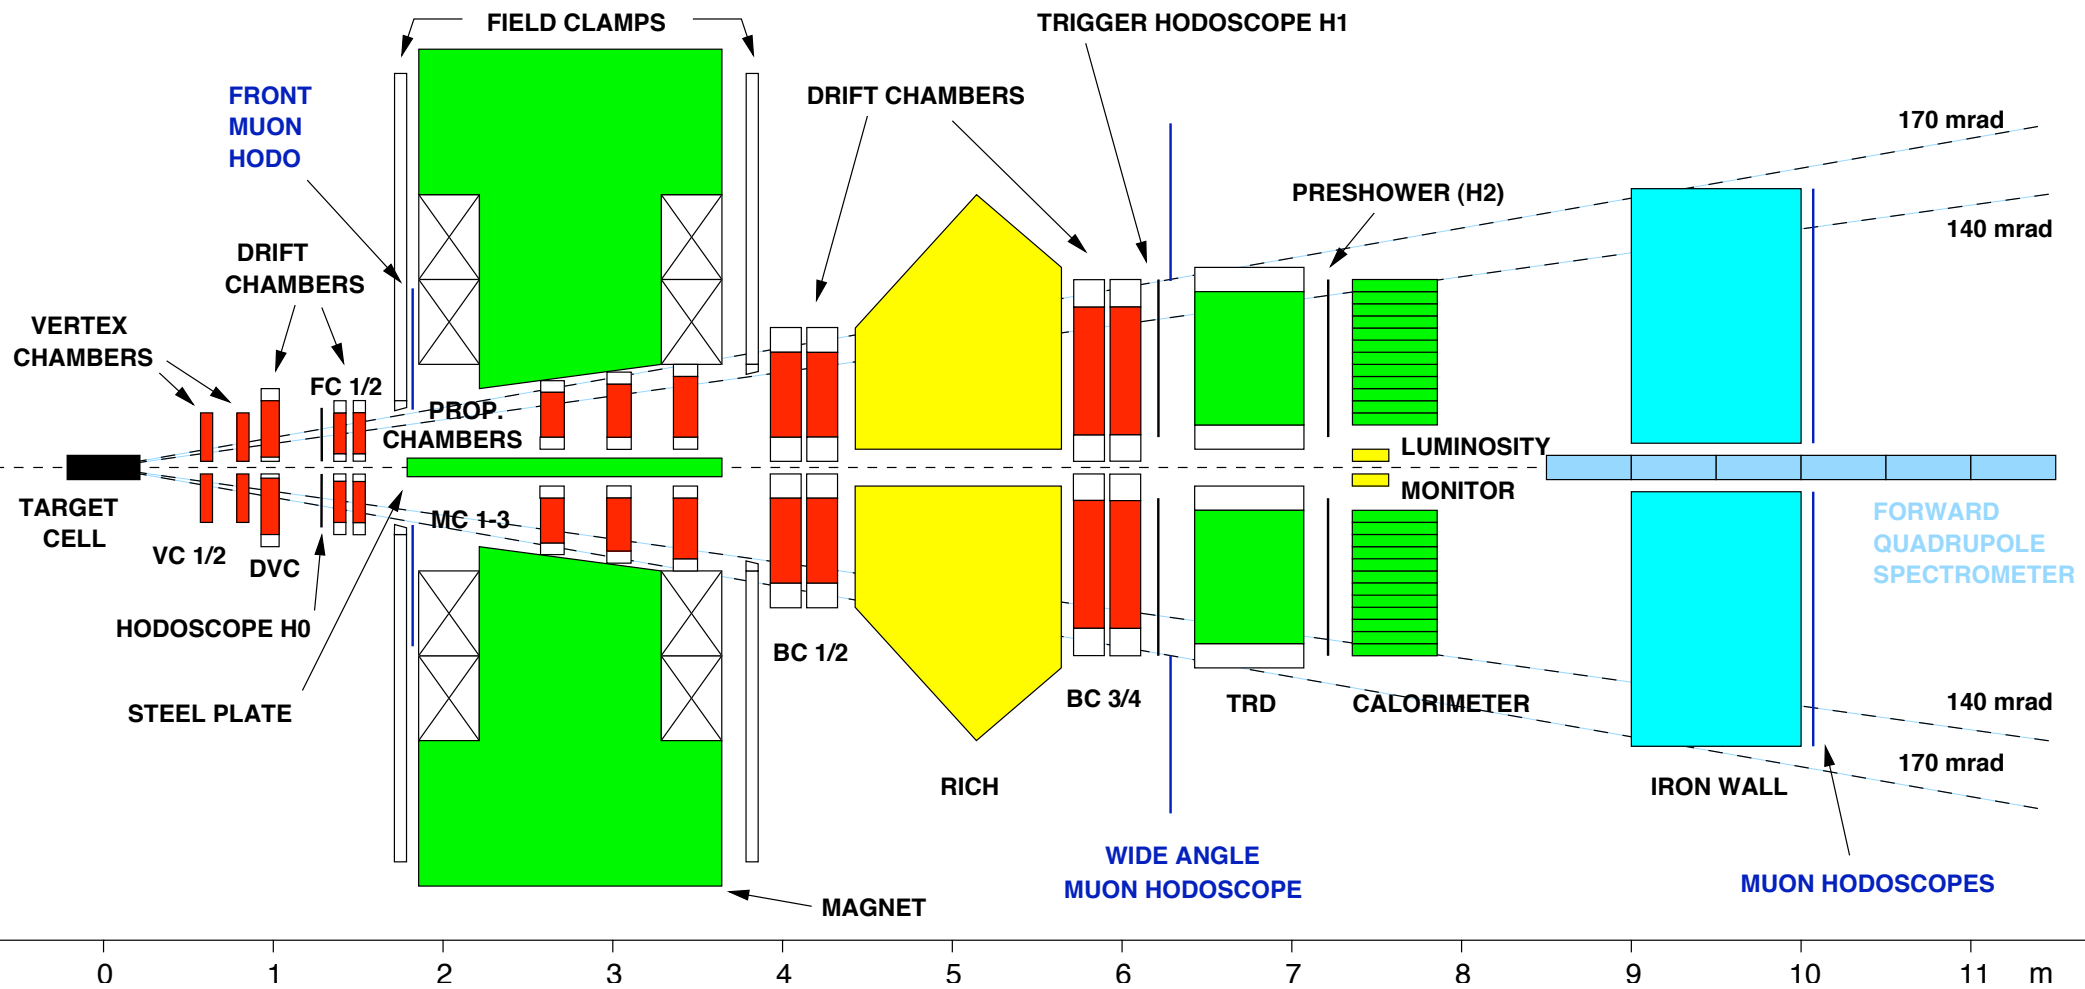 FIELD CLAMPS
TRIGGER HODOSCOPE H1
FRONT
MUON
HODO
DRIFT CHAMBERS
170 mrad
PRESHOWER (H2)
140 mrad
DRIFT
CHAMBERS
VERTEX
CHAMBERS
FC 1/2
PROP.
CHAMBERS
LUMINOSITY
MONITOR
TARGET
CELL
MC 1-3
VC 1/2
DVC
FORWARD
QUADRUPOLE
SPECTROMETER
HODOSCOPE H0
BC 1/2
STEEL PLATE
BC 3/4
TRD
CALORIMETER
140 mrad
170 mrad
RICH
IRON WALL
WIDE ANGLE
MUON HODOSCOPE
MUON HODOSCOPES
MAGNET
0 1 2 3 4 5 6 7 8 9 10 11 m